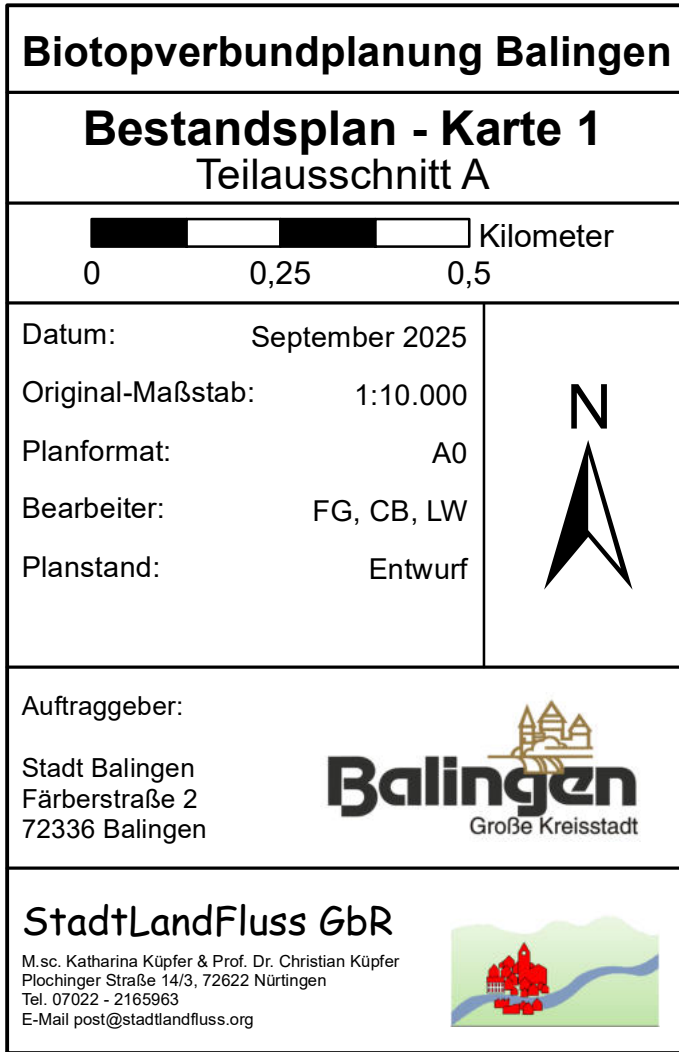 Biotopverbundplanung Balingen
Bestandsplan - Karte 1
Teilausschnitt A
Kilometer
0 0,25 0,5
Datum: September 2025
Original-Maßstab: 1:10.000
Planformat: A0
Bearbeiter: FG, CB, LW
Planstand: Entwurf
N
Auftraggeber:
Stadt Balingen
Färberstraße 2
72336 Balingen
Balingen
Große Kreisstadt
StadtLandFluss GbR
M.sc. Katharina Küpfer & Prof. Dr. Christian Küpfer
Plochinger Straße 14/3, 72622 Nürtingen
Tel. 07022 - 2165963
E-Mail post@stadtlandfluss.org